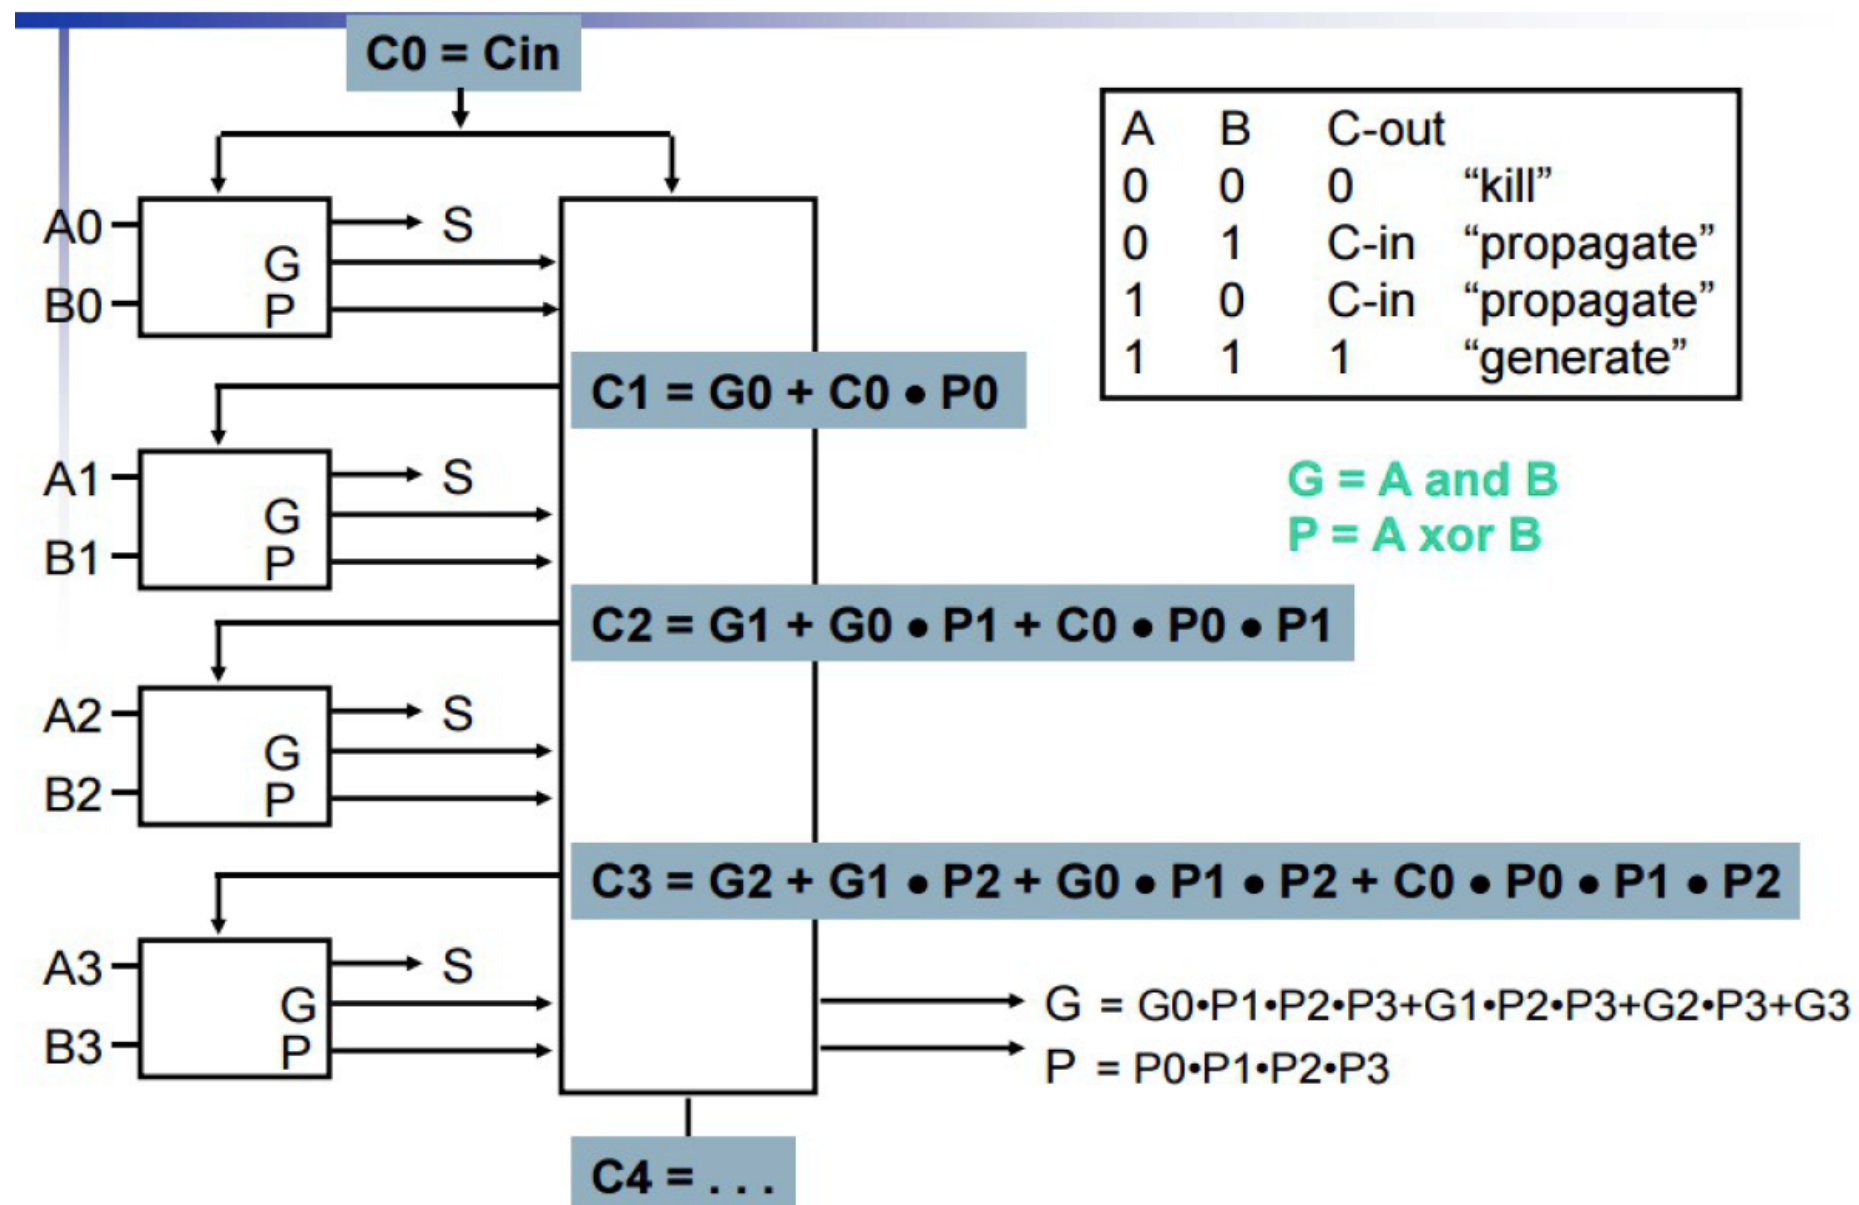 C0 = Cin
A B C-out
0 0 0 “kill”
0 1 C-in “propagate”
1 0 C-in “propagate”
1 1 1 “generate”
A0
S
G
B0
P
C1 = G0 + C0 • P0
G = A and B
P = A xor B
A1
S
G
B1
P
C2 = G1 + G0 • P1 + C0 • P0 • P1
A2
S
G
B2
P
C3 = G2 + G1 • P2 + G0 • P1 • P2 + C0 • P0 • P1 • P2
A3
S
G
B3
P
G = G0•P1•P2•P3+G1•P2•P3+G2•P3+G3
P = P0•P1•P2•P3
C4 = . . .